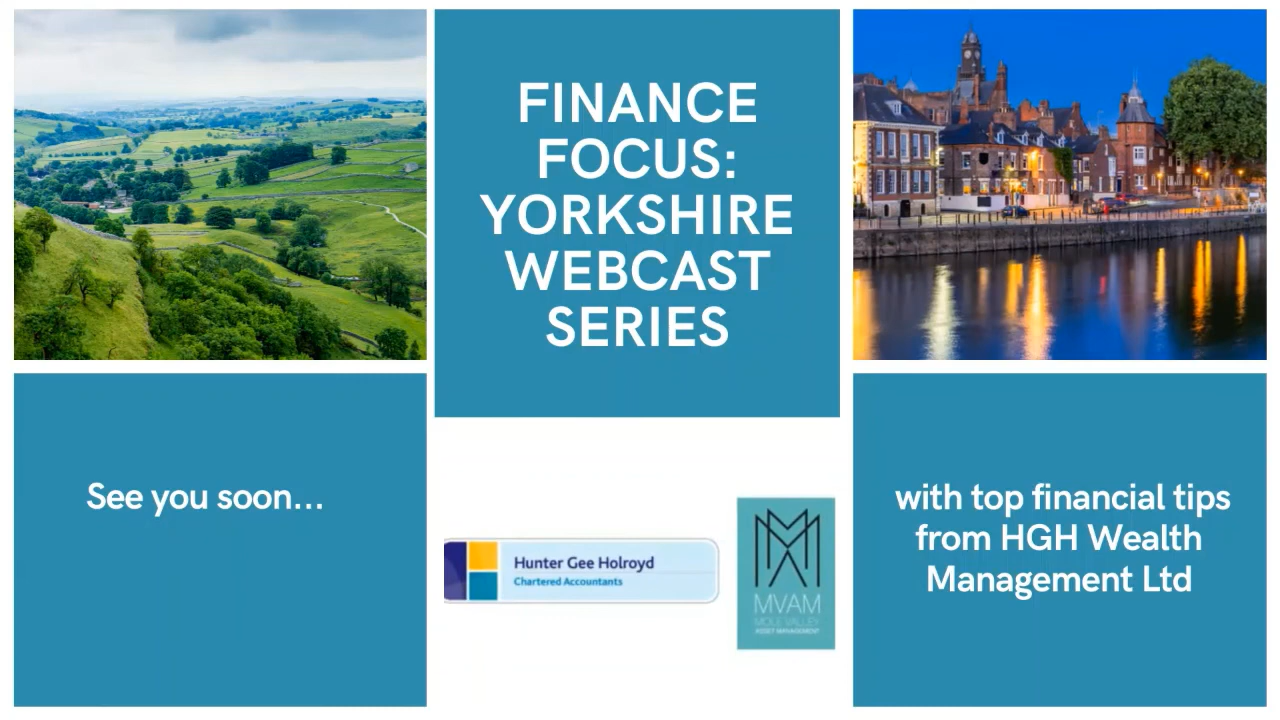 FINANCE
FOCUS:
YORKSHIRE
WEBCAST
SERIES
See you soon...
Hunter Gee Holroyd
Chartered Accountants
MVAM
MOLE VALLEY
ASSET MANAGEMENT
with top financial tips
from HGH Wealth
Management Ltd